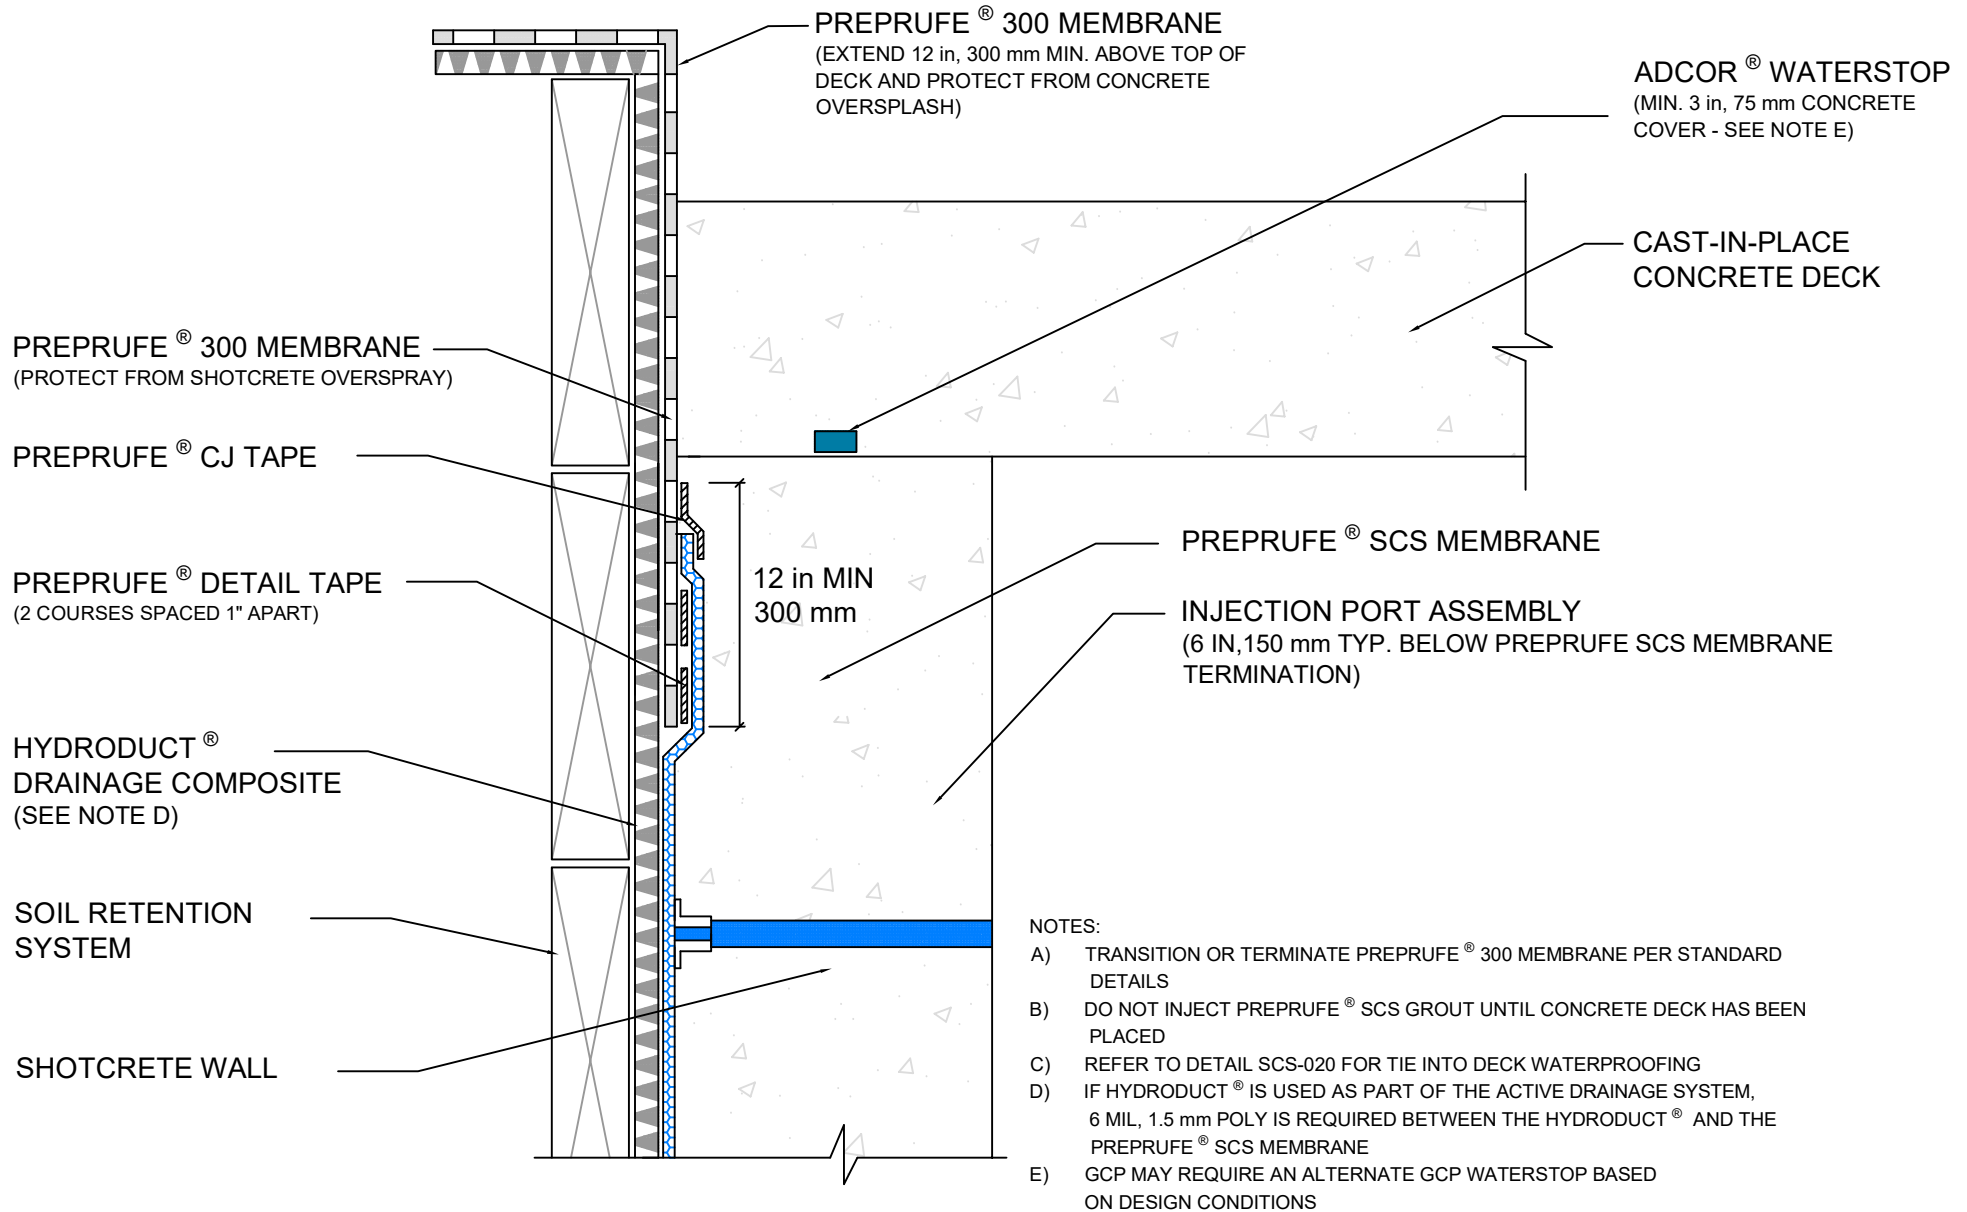 PREPRUFE ® 300 MEMBRANE
(EXTEND 12 in, 300 mm MIN. ABOVE TOP OF
DECK AND PROTECT FROM CONCRETE
OVERSPLASH)
ADCOR ® WATERSTOP
(MIN. 3 in, 75 mm CONCRETE
COVER - SEE NOTE E)
CAST-IN-PLACE
CONCRETE DECK
PREPRUFE ® 300 MEMBRANE
(PROTECT FROM SHOTCRETE OVERSPRAY)
PREPRUFE ® CJ TAPE
PREPRUFE ® DETAIL TAPE
(2 COURSES SPACED 1" APART)
HYDRODUCT ®
DRAINAGE COMPOSITE
(SEE NOTE D)
SOIL RETENTION
SYSTEM
SHOTCRETE WALL
12 in MIN
300 mm
PREPRUFE ® SCS MEMBRANE
INJECTION PORT ASSEMBLY
(6 IN,150 mm TYP. BELOW PREPRUFE SCS MEMBRANE
TERMINATION)
NOTES:
A) TRANSITION OR TERMINATE PREPRUFE ® 300 MEMBRANE PER STANDARD
DETAILS
B) DO NOT INJECT PREPRUFE ® SCS GROUT UNTIL CONCRETE DECK HAS BEEN
PLACED
C) REFER TO DETAIL SCS-020 FOR TIE INTO DECK WATERPROOFING
D) IF HYDRODUCT ® IS USED AS PART OF THE ACTIVE DRAINAGE SYSTEM,
6 MIL, 1.5 mm POLY IS REQUIRED BETWEEN THE HYDRODUCT ® AND THE
PREPRUFE ® SCS MEMBRANE
E) GCP MAY REQUIRE AN ALTERNATE GCP WATERSTOP BASED
ON DESIGN CONDITIONS